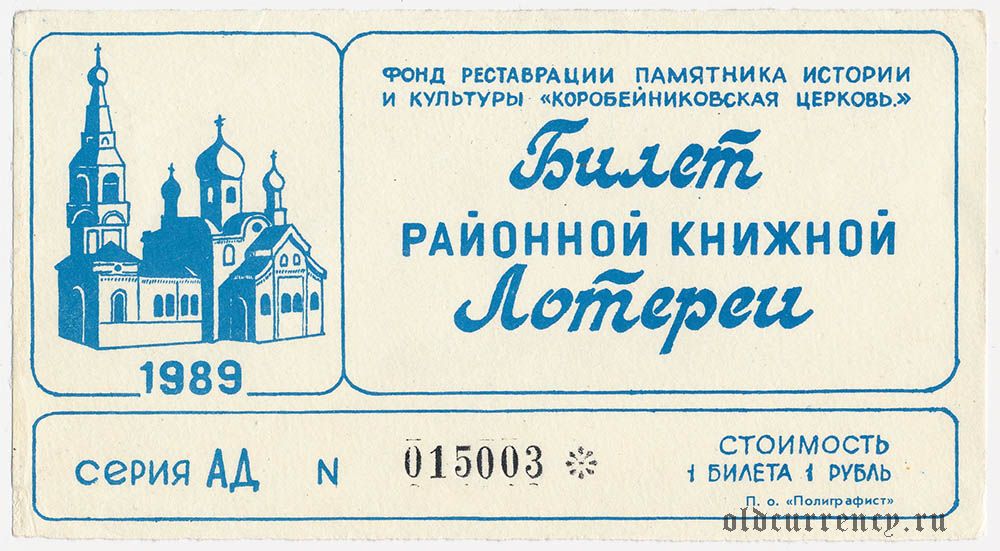 ФОНД РЕСТАВРАЦИИ ПАМЯТНИКА ИСТОРИИ
И КУЛЬТУРЫ «КОРОБЕЙНИКОВСКАЯ ЦЕРКОВЬ.»
Билет
РАЙОННОЙ КНИЖНОЙ
Лотереи
1989
серия АД N 015003 ※
СТОИМОСТЬ
1 БИЛЕТА 1 РУБЛЬ
П. о. «Полиграфист»
oldcurrency.ru